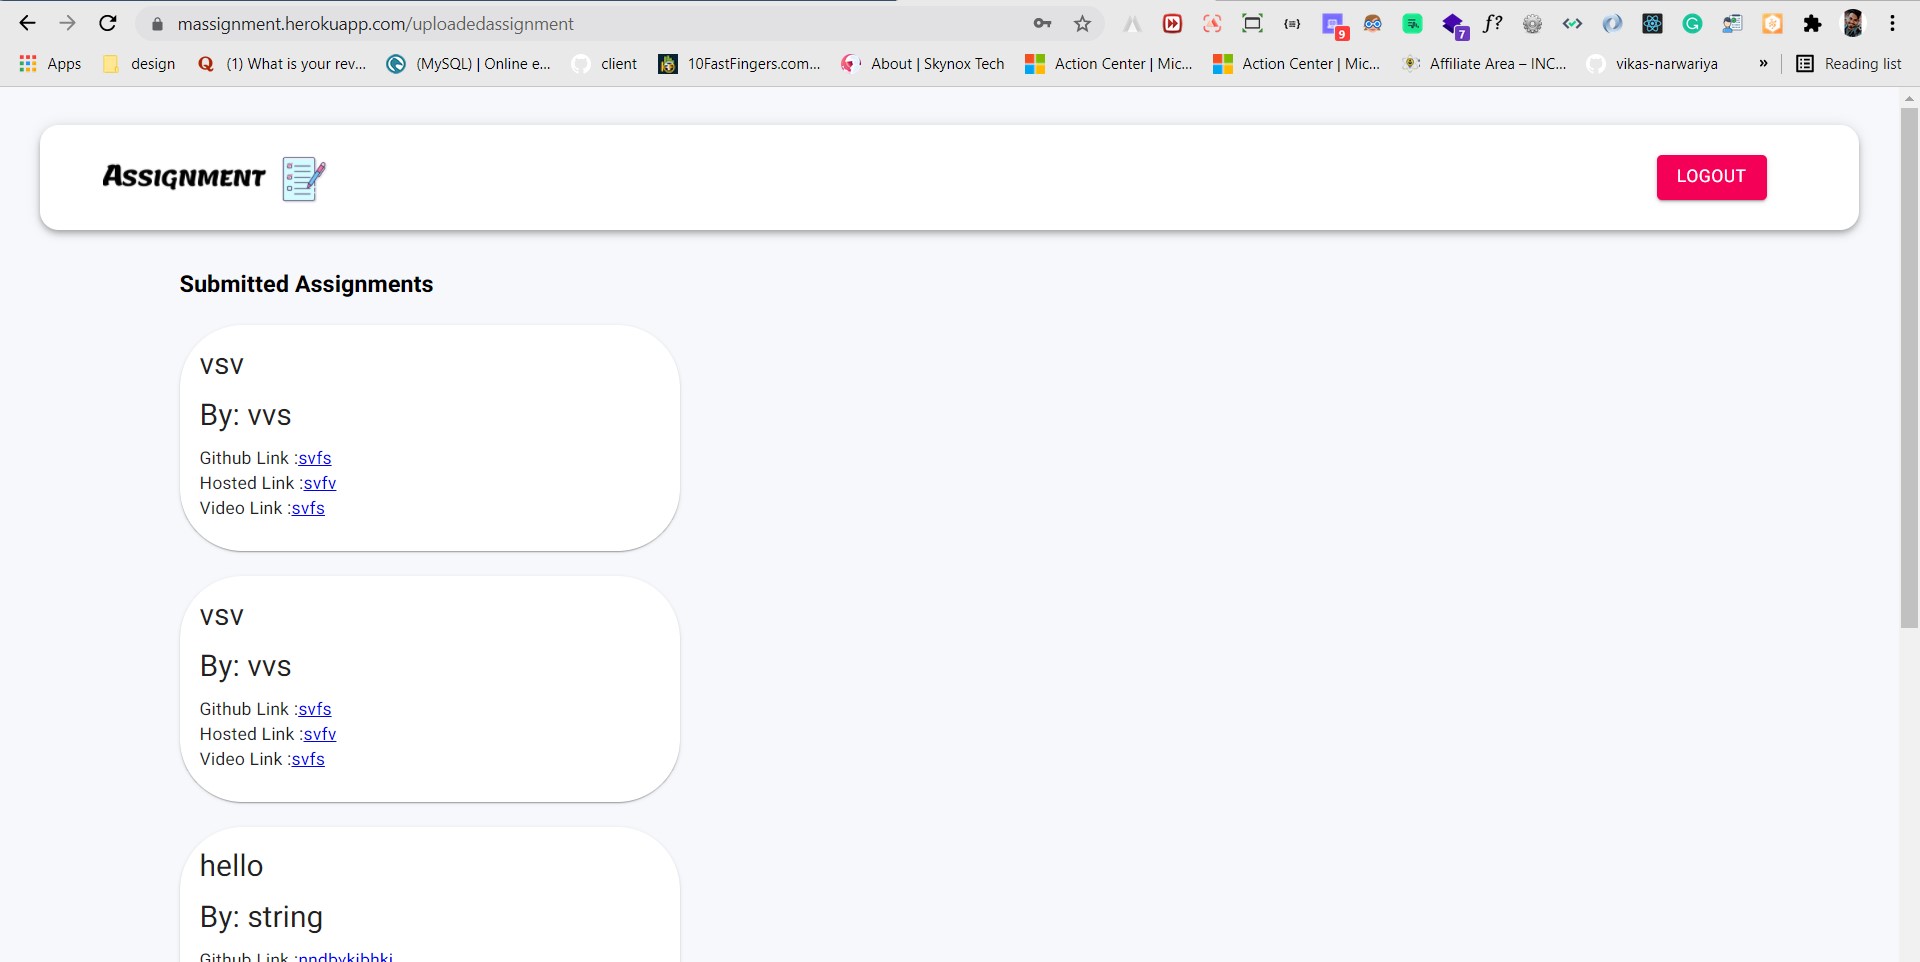 massignment.herokuapp.com/uploadedassignment
{≡} 9 7 ƒ?
Apps design (1) What is your rev... (MySQL) | Online e... client 10FastFingers.com... About | Skynox Tech Action Center | Mic... Action Center | Mic... Affiliate Area – INC... vikas-narwariya » Reading list
Assignment LOGOUT
Submitted Assignments
vsv
By: vvs
Github Link :svfs
Hosted Link :svfv
Video Link :svfs
vsv
By: vvs
Github Link :svfs
Hosted Link :svfv
Video Link :svfs
hello
By: string
Github Link :